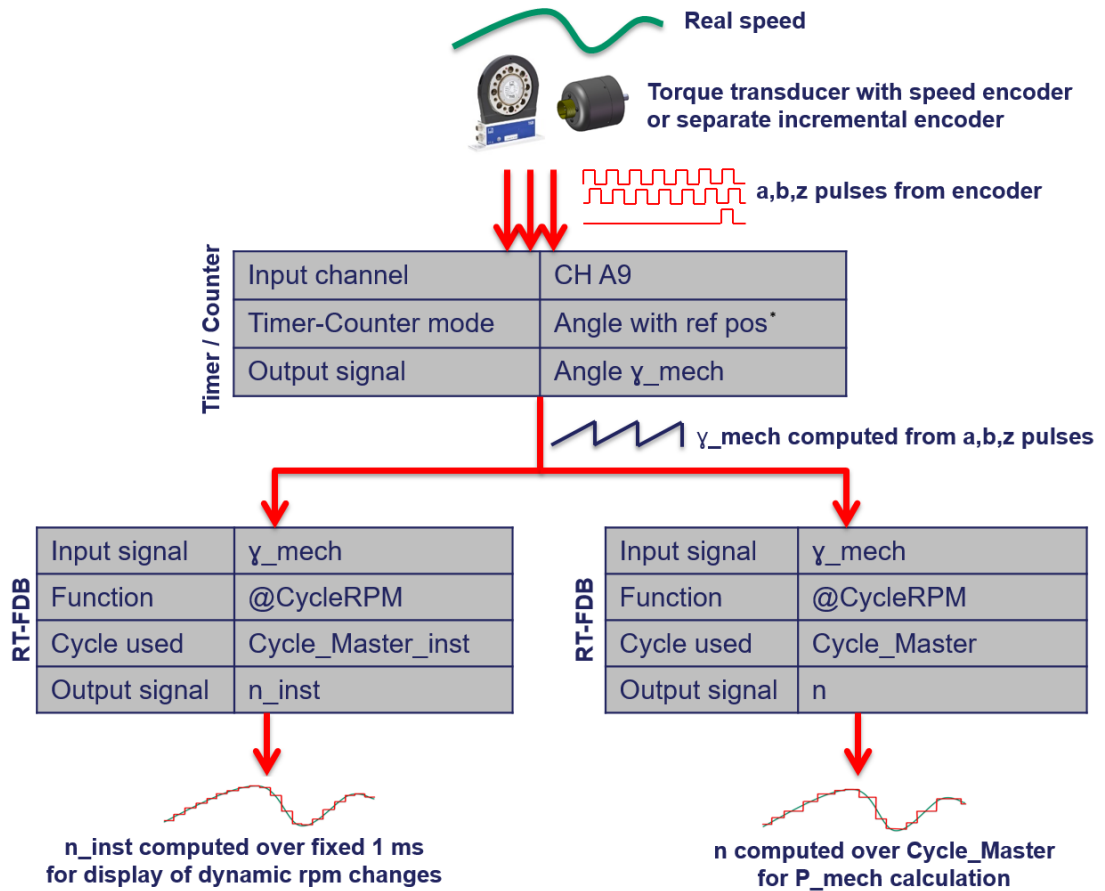 Real speed
Torque transducer with speed encoder
or separate incremental encoder
a,b,z pulses from encoder
Timer / Counter
Input channel CH A9
Timer-Counter mode Angle with ref pos*
Output signal Angle ɣ_mech
ɣ_mech computed from a,b,z pulses
RT-FDB
Input signal ɣ_mech
Function @CycleRPM
Cycle used Cycle_Master_inst
Output signal n_inst
n_inst computed over fixed 1 ms
for display of dynamic rpm changes
RT-FDB
Input signal ɣ_mech
Function @CycleRPM
Cycle used Cycle_Master
Output signal n
n computed over Cycle_Master
for P_mech calculation